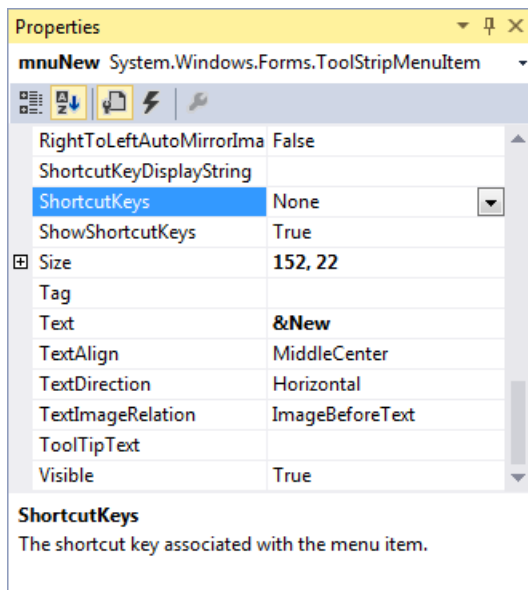 Properties
mnuNew System.Windows.Forms.ToolStripMenuItem
RightToLeftAutoMirrorIma False
ShortcutKeyDisplayString
ShortcutKeys None
ShowShortcutKeys True
Size 152, 22
Tag
Text &New
TextAlign MiddleCenter
TextDirection Horizontal
TextImageRelation ImageBeforeText
ToolTipText
Visible True
ShortcutKeys
The shortcut key associated with the menu item.